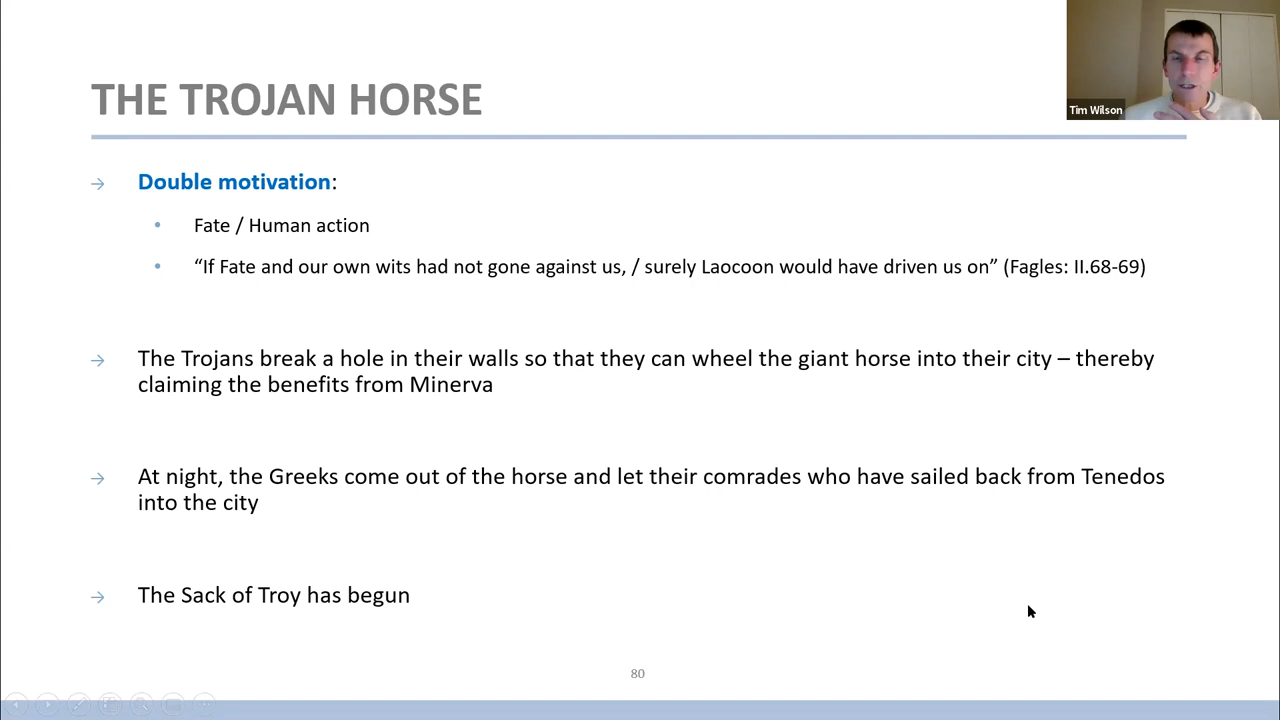 THE TROJAN HORSE
Tim Wilson
→ Double motivation:
• Fate / Human action
• “If Fate and our own wits had not gone against us, / surely Laocoon would have driven us on” (Fagles: II.68-69)
→ The Trojans break a hole in their walls so that they can wheel the giant horse into their city – thereby
claiming the benefits from Minerva
→ At night, the Greeks come out of the horse and let their comrades who have sailed back from Tenedos
into the city
→ The Sack of Troy has begun
80